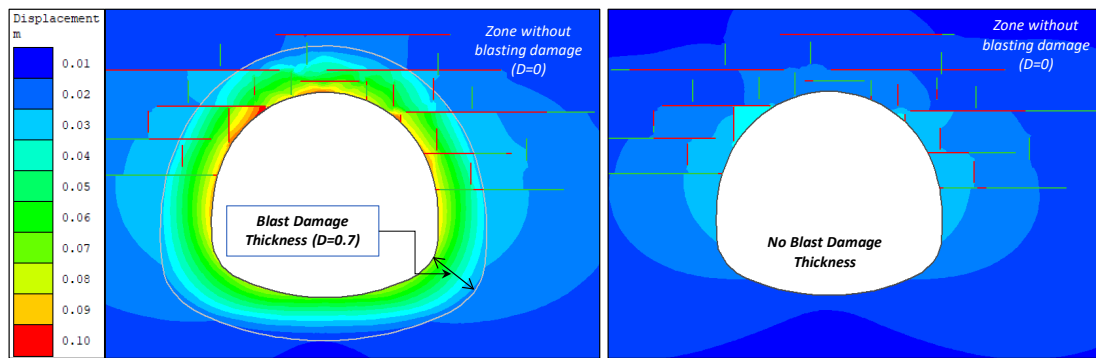 Displacement
m
0.01
0.02
0.03
0.04
0.05
0.06
0.07
0.08
0.09
0.10
Zone without
blasting damage
(D=0)
Blast Damage
Thickness (D=0.7)
Zone without
blasting damage
(D=0)
No Blast Damage
Thickness